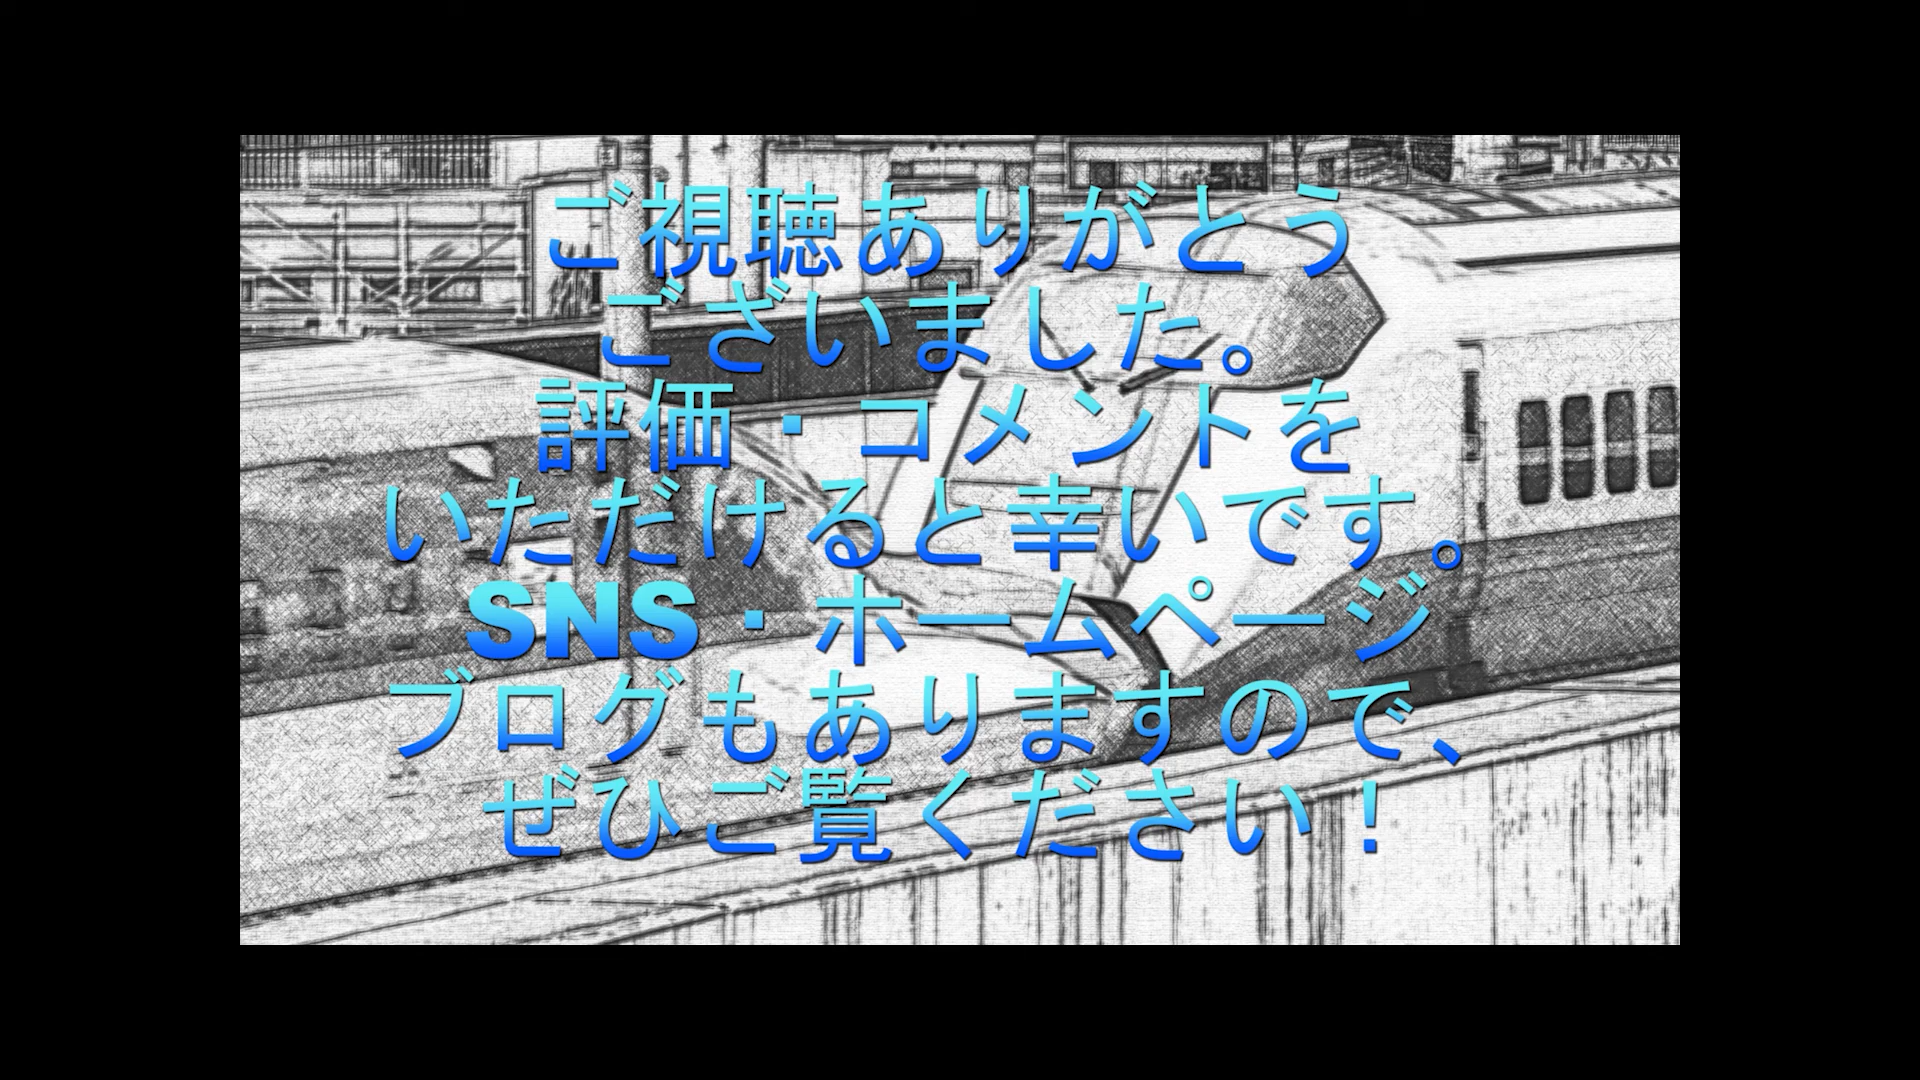 ご視聴ありがとう
ございました。
評価・コメントを
いただけると幸いです。
SNS・ホームページ
ブログもありますので、
ぜひご覧ください！